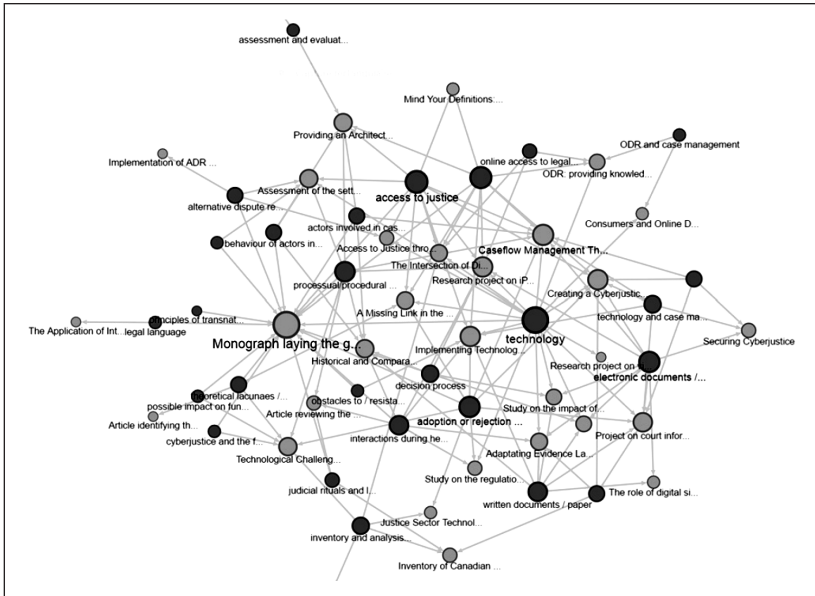 assessment and evaluat...
Mind Your Definitions:...
Providing an Architect...
ODR and case management
online access to legal...
Implementation of ADR ...
ODR: providing knowled...
Assessment of the sett...
access to justice
alternative dispute re...
Consumers and Online D...
actors involved in cas...
behaviour of actors in...
Access to Justice thro...
Caseflow Management Th...
The Intersection of Di...
processual/procedural ...
Research project on iP...
Creating a Cyberjustic...
A Missing Link in the ...
technology and case ma...
The Application of Int...
legal language
technology
Securing Cyberjustice
Monograph laying the g...
Historical and Compara...
Implementing Technolog...
Research project on
electronic documents /...
decision process
theoretical lacunaes /...
possible impact on fun...
obstacles to / resista...
Article reviewing the ...
Study on the impact of...
Article identifying th...
adoption or rejection ...
cyberjustice and the f...
interactions during he...
Project on court infor...
Technological Challeng...
Adaptating Evidence La...
Study on the regulatio...
judicial rituals and l...
The role of digital si...
written documents / paper
Justice Sector Technol...
inventory and analysis...
Inventory of Canadian ...